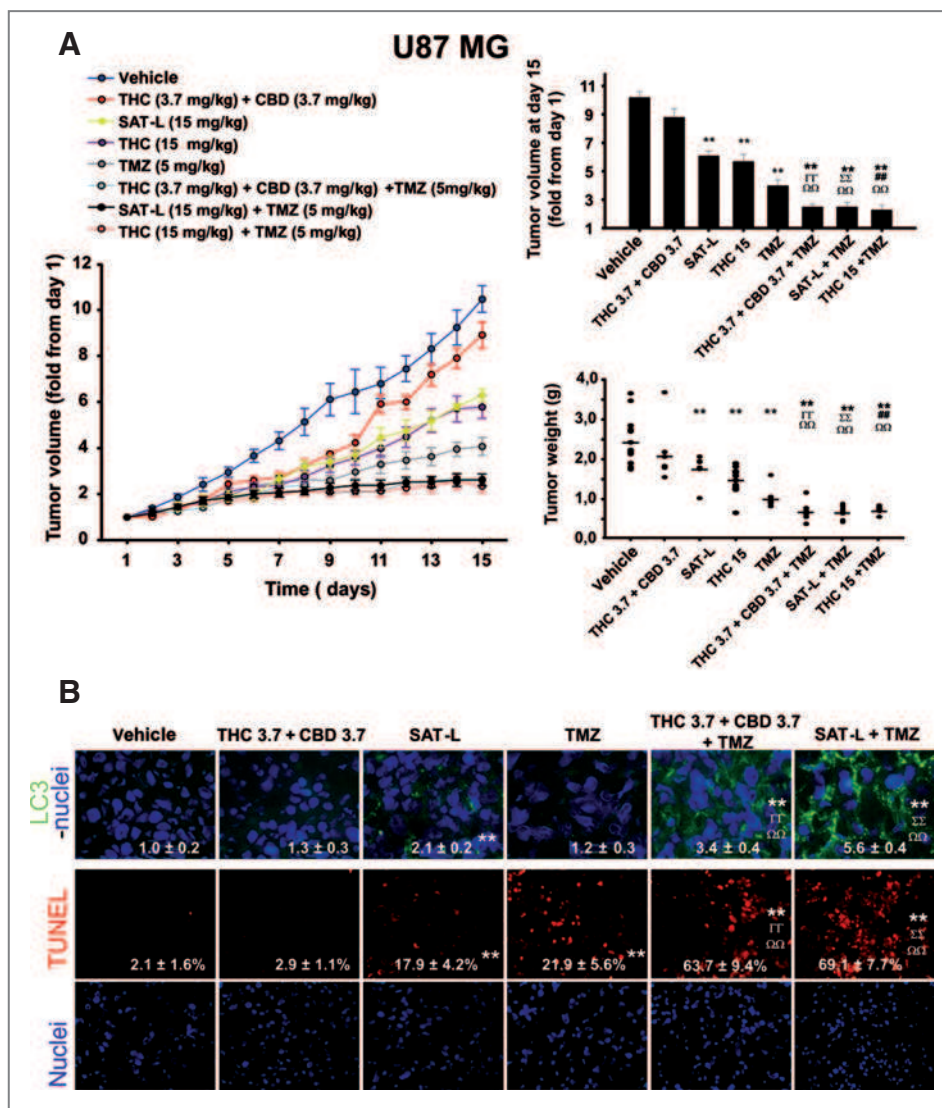 A
U87 MG
Vehicle
THC (3.7 mg/kg) + CBD (3.7 mg/kg)
SAT-L (15 mg/kg)
THC (15 mg/kg)
TMZ (5 mg/kg)
THC (3.7 mg/kg) + CBD (3.7 mg/kg) +TMZ (5mg/kg)
SAT-L (15 mg/kg) + TMZ (5 mg/kg)
THC (15 mg/kg) + TMZ (5 mg/kg)
Tumor volume (fold from day 1)
12
10
8
6
4
2
0
1 3 5 7 9 11 13 15
Time ( days)
Tumor volume at day 15
(fold from day 1)
11
9
7
5
3
1
** ** ** ** ** **
ΓΓ ΣΣ ##
ΩΩ ΩΩ ΩΩ
Vehicle
THC 3.7 + CBD 3.7
SAT-L
THC 15
TMZ
THC 3.7 + CBD 3.7 + TMZ
SAT-L + TMZ
THC 15 +TMZ
Tumor weight (g)
4,0
3,0
2,0
1,0
0,0
** ** ** ** ** **
ΓΓ ΣΣ ##
ΩΩ ΩΩ ΩΩ
Vehicle
THC 3.7 + CBD 3.7
SAT-L
THC 15
TMZ
THC 3.7 + CBD 3.7 + TMZ
SAT-L + TMZ
THC 15 +TMZ
B
Vehicle
THC 3.7 + CBD 3.7
SAT-L
TMZ
THC 3.7 + CBD 3.7
+ TMZ
SAT-L + TMZ
LC3
-nuclei
1.0 ± 0.2
1.3 ± 0.3
**
2.1 ± 0.2
1.2 ± 0.3
**
ΓΓ
ΩΩ
3.4 ± 0.4
**
ΣΣ
ΩΩ
5.6 ± 0.4
TUNEL
2.1 ± 1.6%
2.9 ± 1.1%
17.9 ± 4.2% **
21.9 ± 5.6% **
**
ΓΓ
ΩΩ
63.7 ± 9.4%
**
ΣΣ
ΩΩ
69.1 ± 7.7%
Nuclei